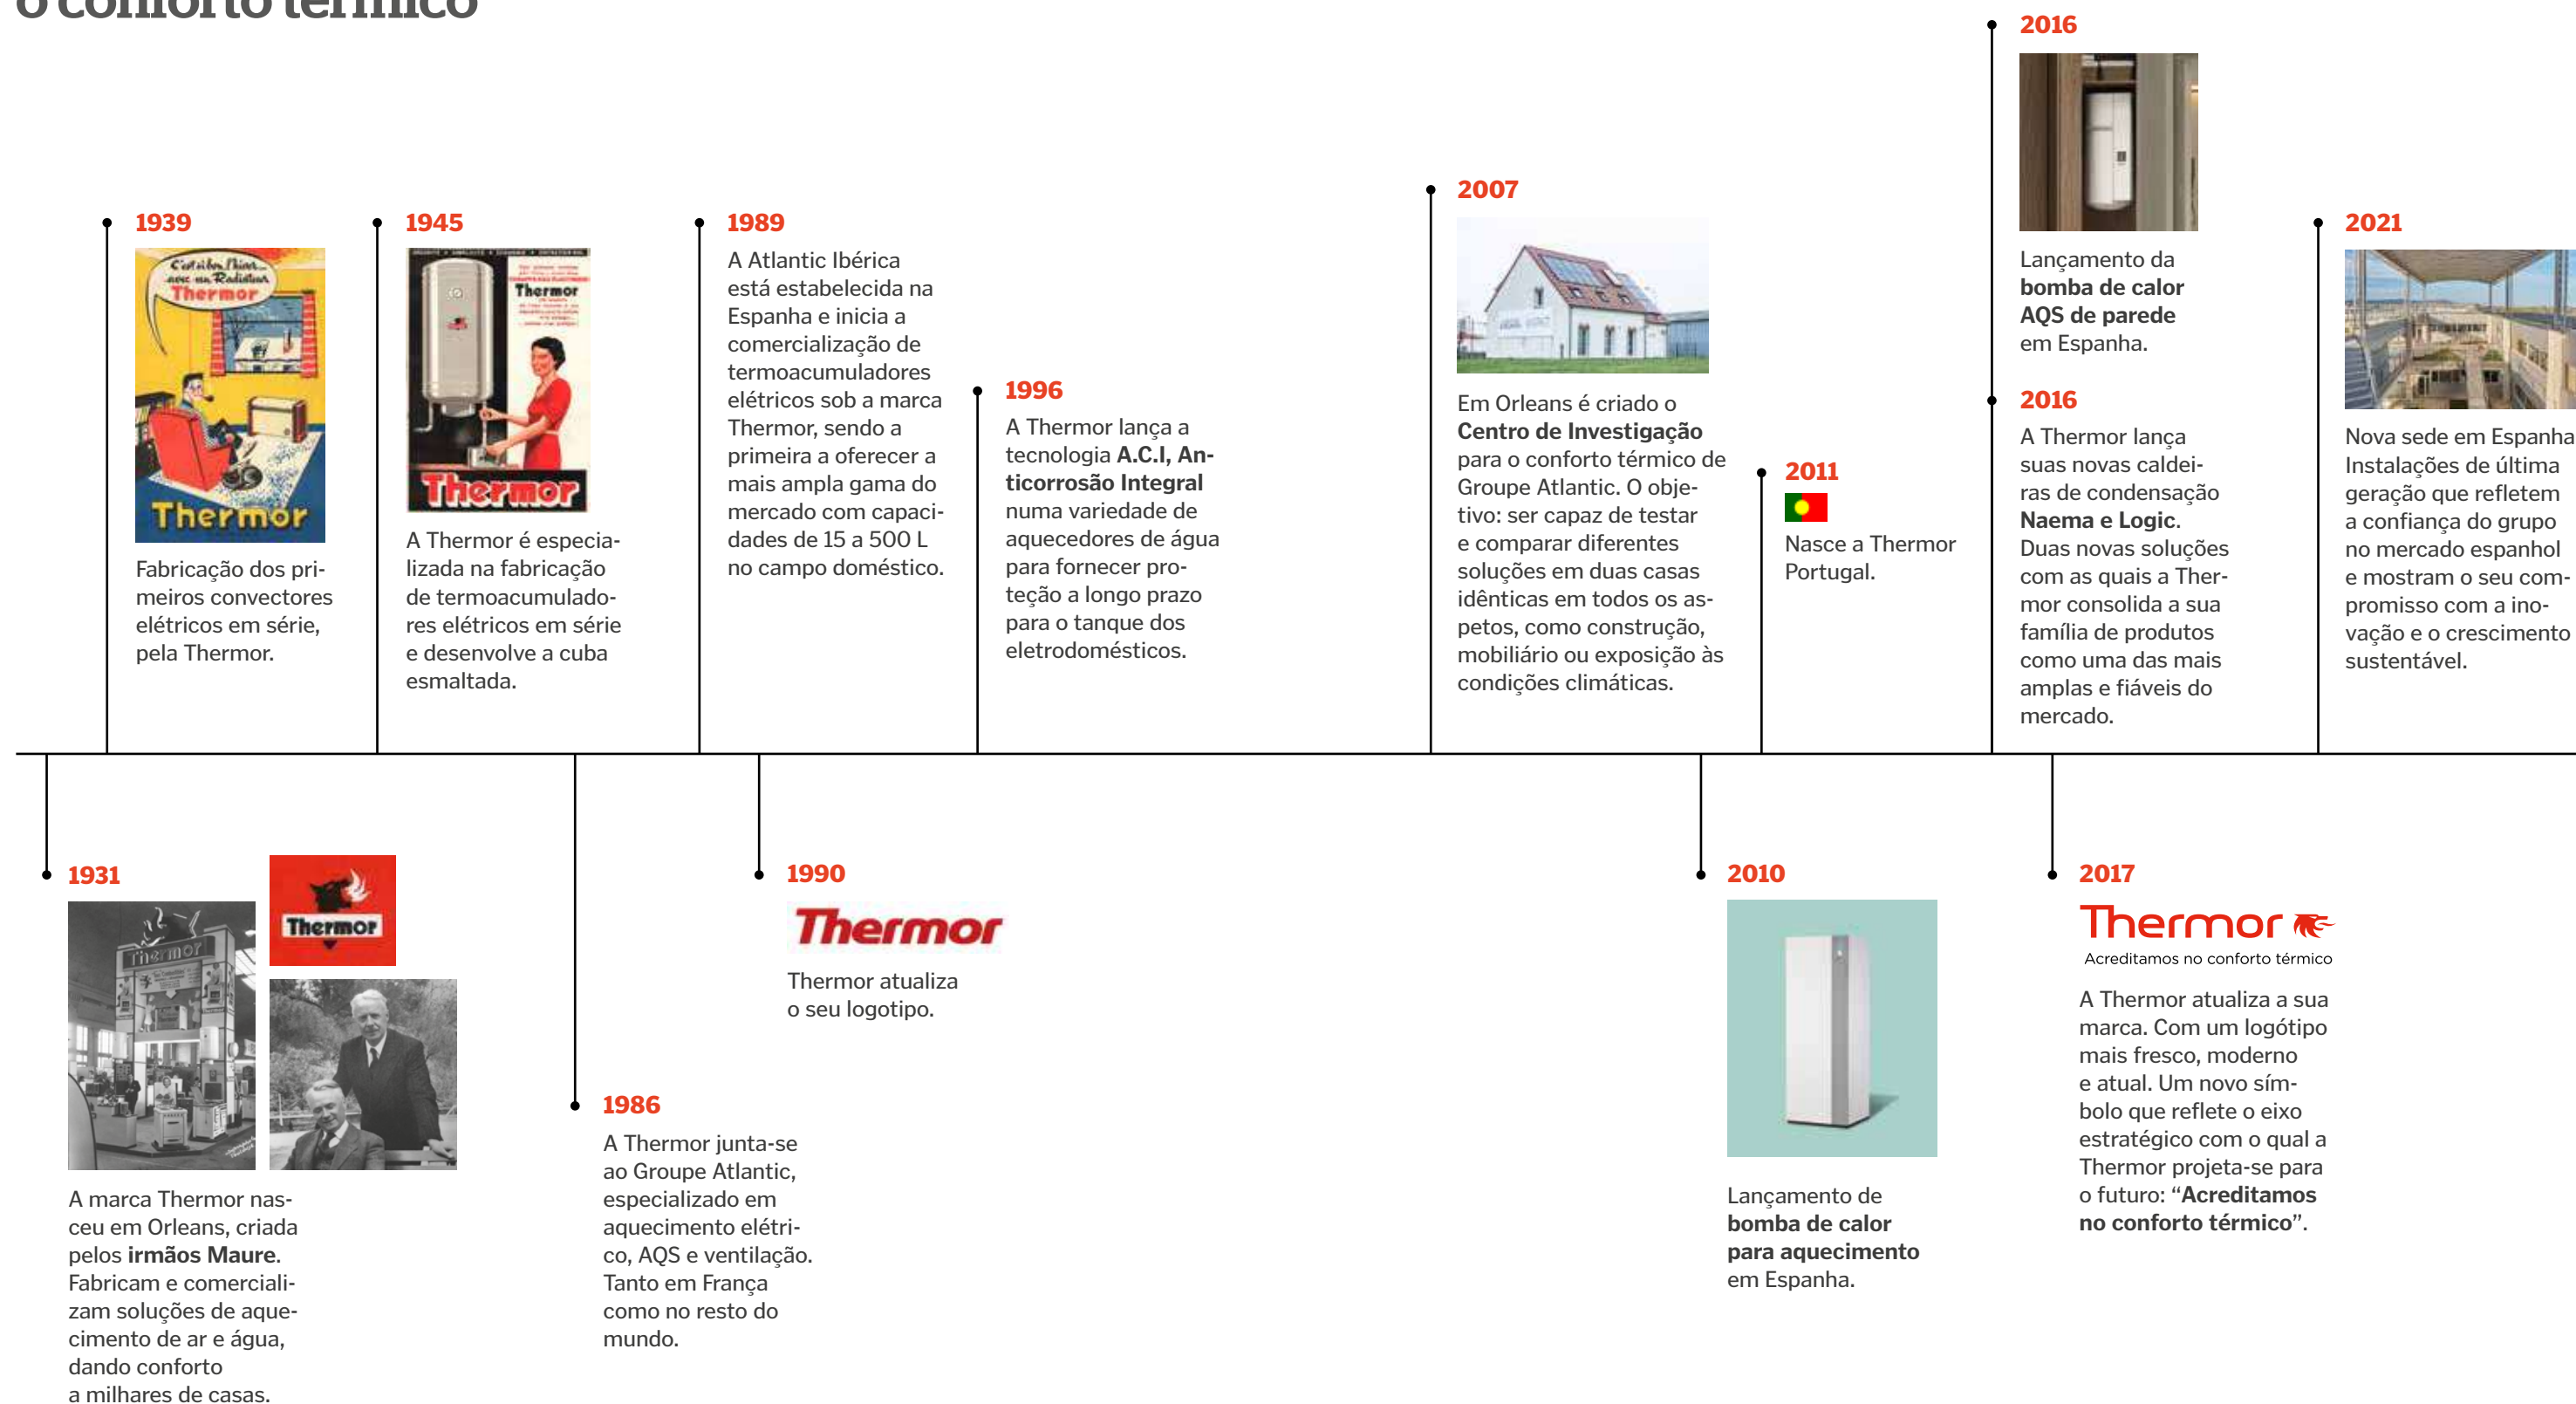 o conforto térmico
1939
C'est si bon l'hiver...
avec un Radiateur
Thermor
Thermor
Fabricação dos pri-
meiros convectores
elétricos em série,
pela Thermor.
1945
Thermor
Thermor
A Thermor é especia-
lizada na fabricação
de termoacumulado-
res elétricos em série
e desenvolve a cuba
esmaltada.
1989
A Atlantic Ibérica
está estabelecida na
Espanha e inicia a
comercialização de
termoacumuladores
elétricos sob a marca
Thermor, sendo a
primeira a oferecer a
mais ampla gama do
mercado com capaci-
dades de 15 a 500 L
no campo doméstico.
1996
A Thermor lança a
tecnologia A.C.I, An-
ticorrosão Integral
numa variedade de
aquecedores de água
para fornecer pro-
teção a longo prazo
para o tanque dos
eletrodomésticos.
2007
Em Orleans é criado o
Centro de Investigação
para o conforto térmico de
Groupe Atlantic. O obje-
tivo: ser capaz de testar
e comparar diferentes
soluções em duas casas
idênticas em todos os as-
petos, como construção,
mobiliário ou exposição às
condições climáticas.
2011
Nasce a Thermor
Portugal.
2016
Lançamento da
bomba de calor
AQS de parede
em Espanha.
2016
A Thermor lança
suas novas caldei-
ras de condensação
Naema e Logic.
Duas novas soluções
com as quais a Ther-
mor consolida a sua
família de produtos
como uma das mais
amplas e fiáveis do
mercado.
2021
Nova sede em Espanha
Instalações de última
geração que refletem
a confiança do grupo
no mercado espanhol
e mostram o seu com-
promisso com a ino-
vação e o crescimento
sustentável.
1931
Thermor
Thermor
A marca Thermor nas-
ceu em Orleans, criada
pelos irmãos Maure.
Fabricam e comerciali-
zam soluções de aque-
cimento de ar e água,
dando conforto
a milhares de casas.
1986
A Thermor junta-se
ao Groupe Atlantic,
especializado em
aquecimento elétri-
co, AQS e ventilação.
Tanto em França
como no resto do
mundo.
1990
Thermor
Thermor atualiza
o seu logotipo.
2010
Lançamento de
bomba de calor
para aquecimento
em Espanha.
2017
Thermor
Acreditamos no conforto térmico
A Thermor atualiza a sua
marca. Com um logótipo
mais fresco, moderno
e atual. Um novo sím-
bolo que reflete o eixo
estratégico com o qual a
Thermor projeta-se para
o futuro: “Acreditamos
no conforto térmico”.